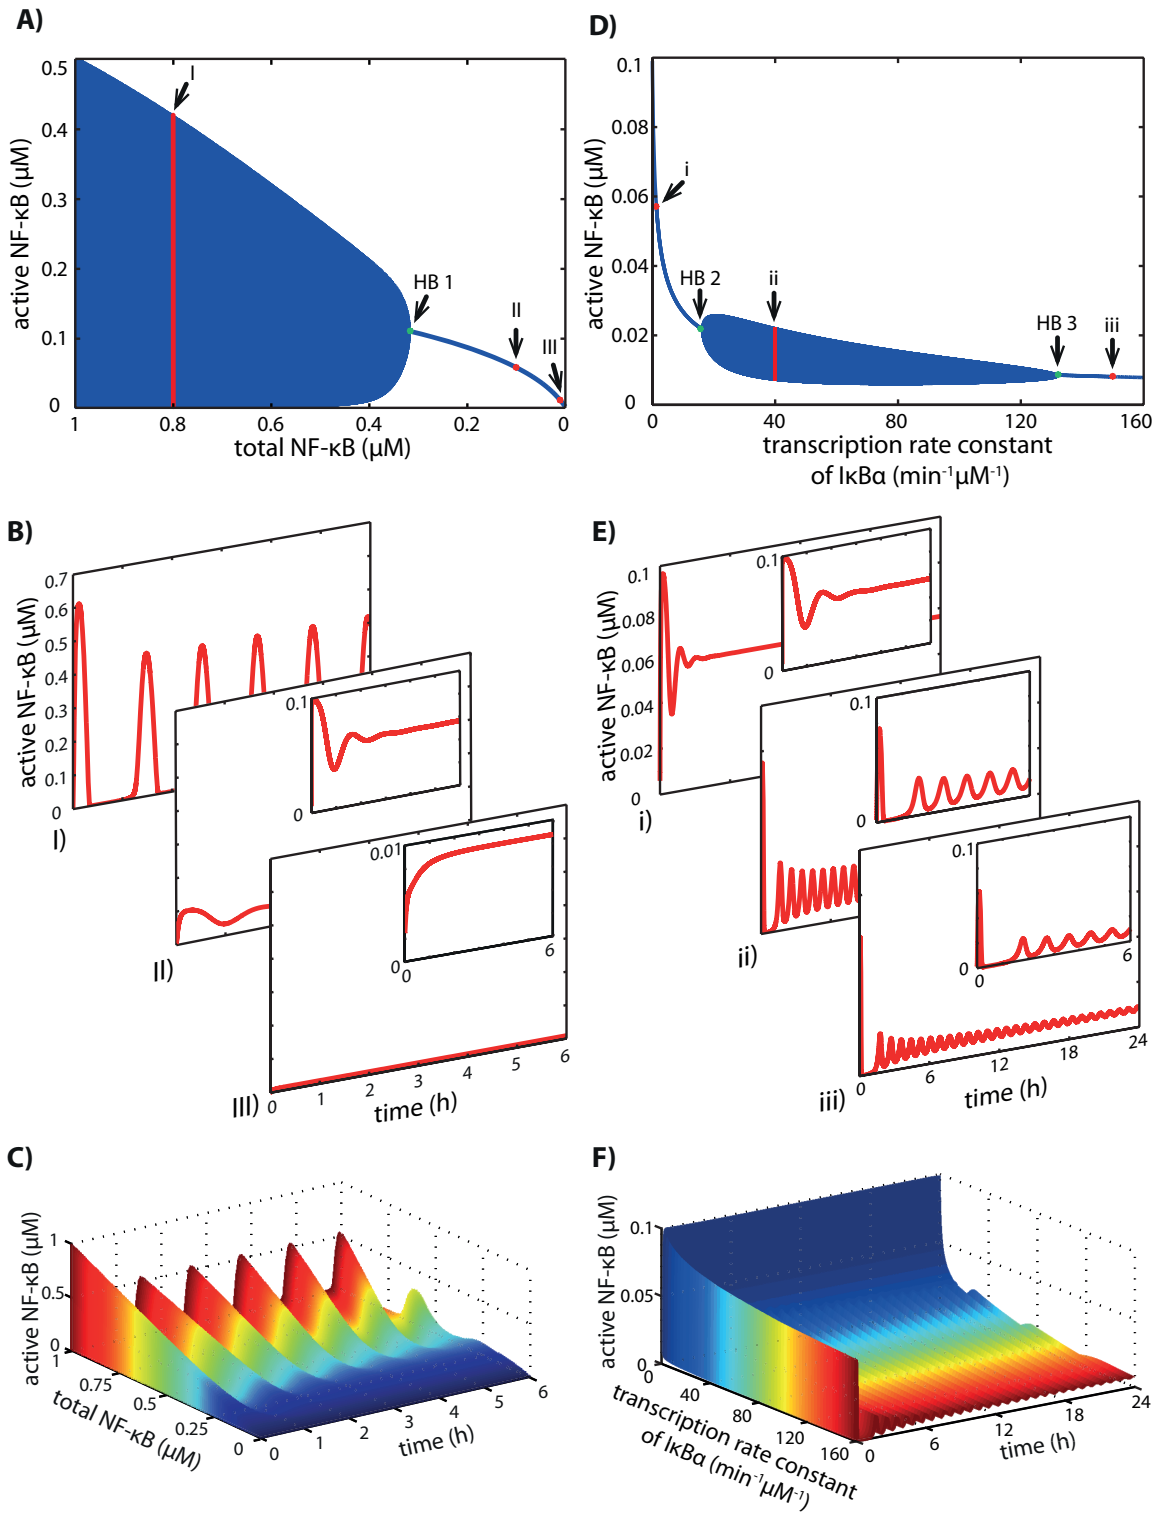 A)
0.5
0.4
0.3
0.2
0.1
0
active NF-κB (μM)
I
HB 1
II
III
1
0.8
0.6
0.4
0.2
0
total NF-κB (μM)
D)
0.1
0.08
0.06
0.04
0.02
0
active NF-κB (μM)
i
HB 2
ii
HB 3
iii
0
40
80
120
160
transcription rate constant
of IκBα (min⁻¹μM⁻¹)
B)
0.7
0.6
0.5
0.4
0.3
0.2
0.1
0
active NF-κB (μM)
I)
0.1
0
II)
0.01
0
0
6
III)
0
1
2
3
4
5
6
time (h)
E)
0.1
0.08
0.06
0.04
0.02
0
active NF-κB (μM)
0.1
0
i)
0.1
0
ii)
0.1
0
0
6
iii)
0
6
12
18
24
time (h)
C)
1
0.5
0
active NF-κB (μM)
1
0.75
0.5
0.25
0
total NF-κB (μM)
0
1
2
3
4
5
6
time (h)
F)
0.1
0.05
0
active NF-κB (μM)
0
40
80
120
160
transcription rate constant
of IκBα (min⁻¹μM⁻¹)
0
6
12
18
24
time (h)